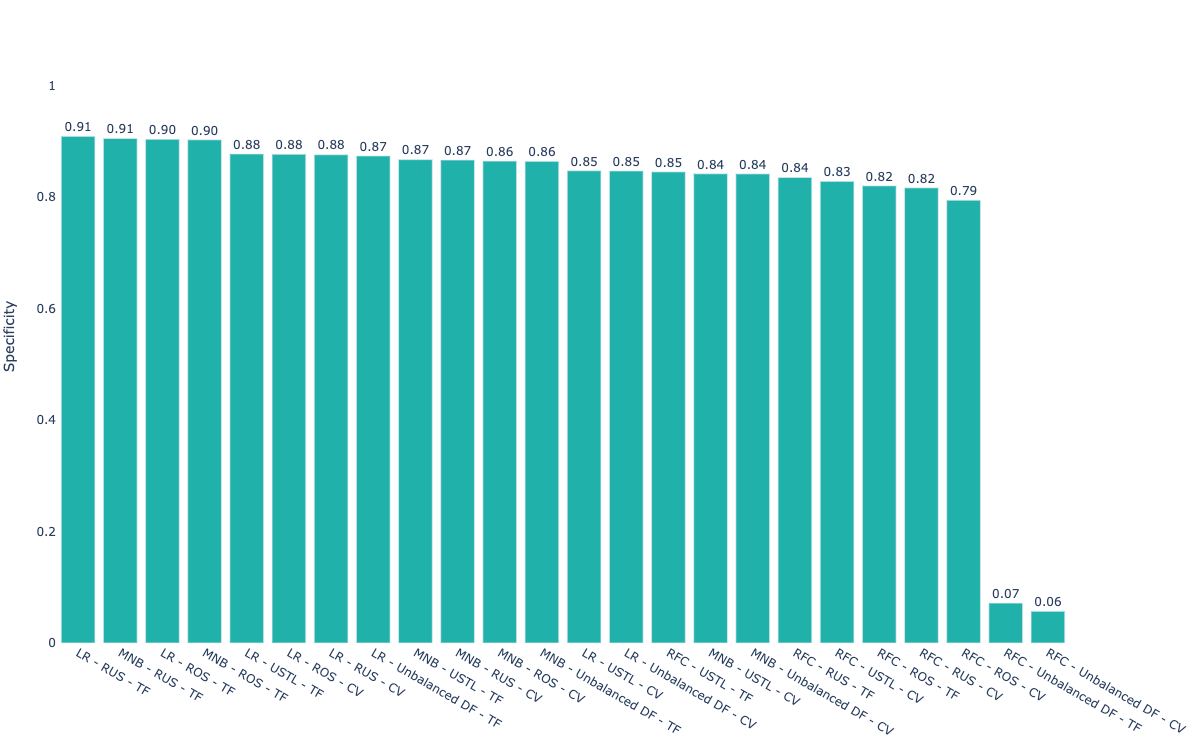 1
0.8
0.6
0.4
0.2
0
Specificity
0.91
0.91
0.90
0.90
0.88
0.88
0.88
0.87
0.87
0.87
0.86
0.86
0.85
0.85
0.85
0.84
0.84
0.84
0.83
0.82
0.82
0.79
0.07
0.06
LR - RUS - TF
MNB - RUS - TF
LR - ROS - TF
MNB - ROS - TF
LR - USTL - TF
LR - ROS - CV
LR - RUS - CV
LR - Unbalanced DF - TF
MNB - USTL - TF
MNB - RUS - CV
MNB - ROS - CV
MNB - Unbalanced DF - TF
LR - USTL - CV
LR - Unbalanced DF - CV
RFC - USTL - TF
MNB - USTL - CV
MNB - Unbalanced DF - CV
RFC - RUS - TF
RFC - USTL - CV
RFC - ROS - TF
RFC - RUS - CV
RFC - ROS - CV
RFC - Unbalanced DF - TF
RFC - Unbalanced DF - CV